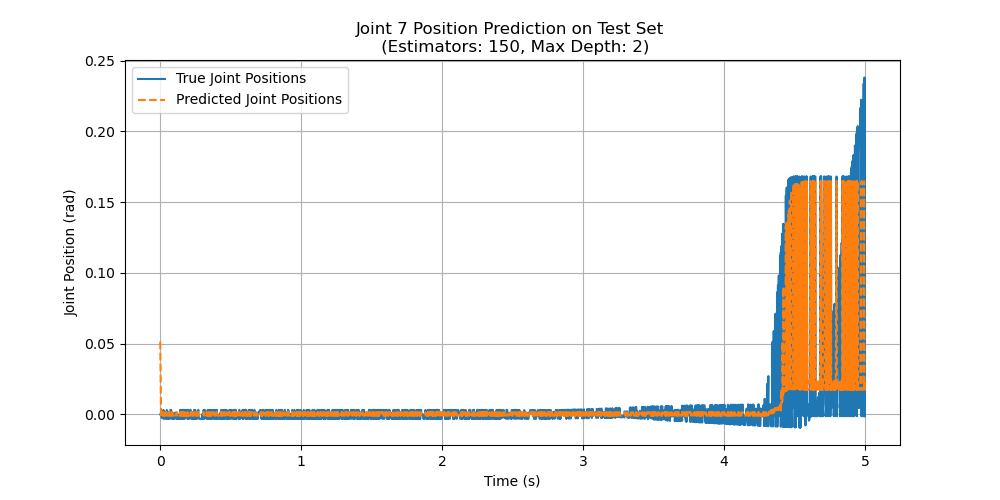 Joint 7 Position Prediction on Test Set
(Estimators: 150, Max Depth: 2)
True Joint Positions
Predicted Joint Positions
Joint Position (rad)
0.25
0.20
0.15
0.10
0.05
0.00
0 1 2 3 4 5
Time (s)